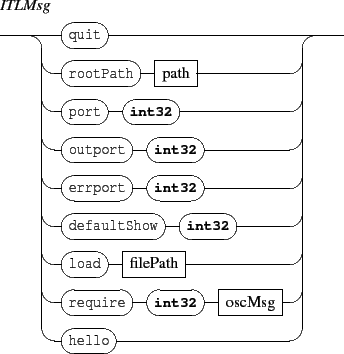 ITLMsg
quit
rootPath path
port int32
outport int32
errport int32
defaultShow int32
load filePath
require int32 oscMsg
hello